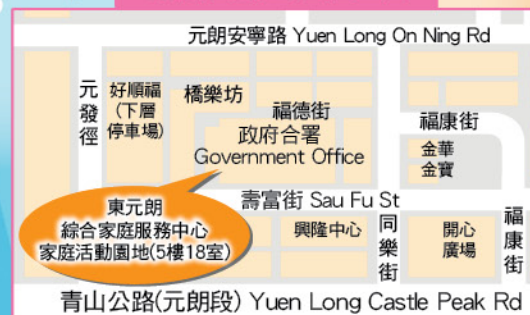 元朗安寧路 Yuen Long On Ning Rd
元發徑
好順福
(下層
停車場)
橋樂坊
福德街
政府合署
Government Office
福康街
金華
金寶
壽富街 Sau Fu St
東元朗
綜合家庭服務中心
家庭活動園地(5樓18室)
興隆中心
同樂街
開心
廣場
福康街
青山公路(元朗段) Yuen Long Castle Peak Rd